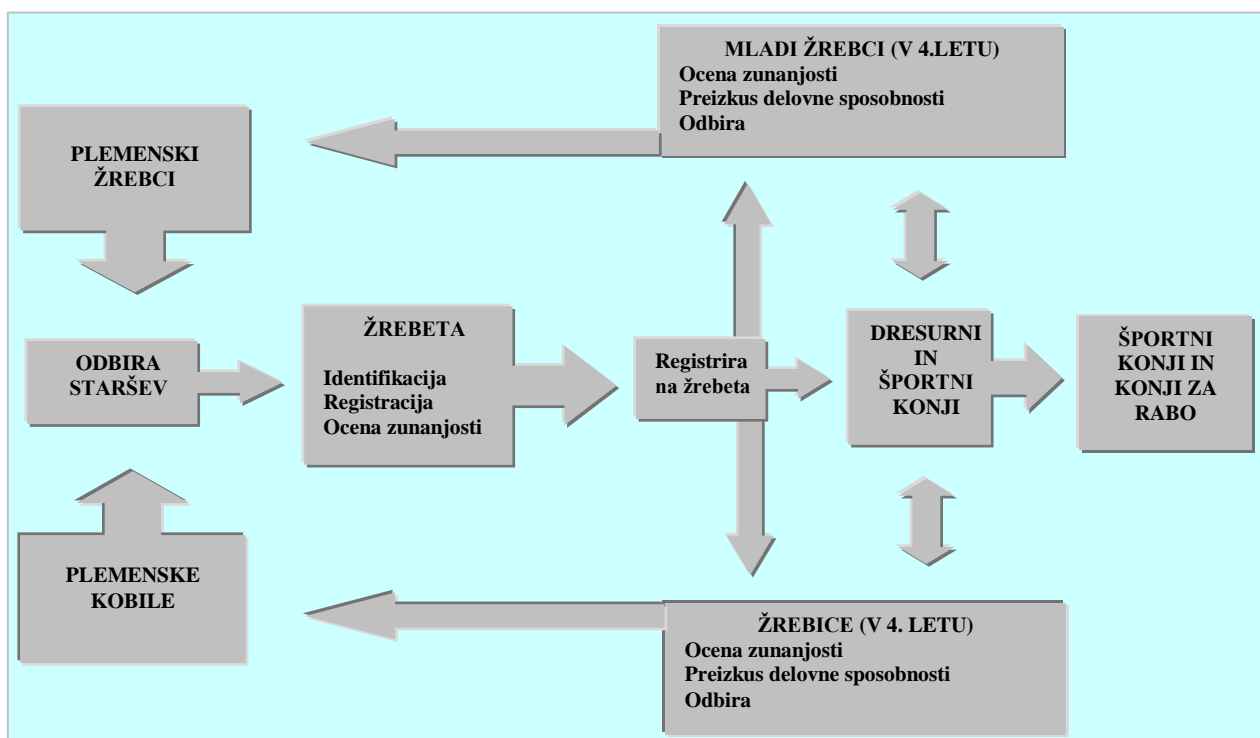 MLADI ŽREBCI (V 4.LETU)
Ocena zunanjosti
Preizkus delovne sposobnosti
Odbira
PLEMENSKI
ŽREBCI
ODBIRA
STARŠEV
ŽREBETA
Identifikacija
Registracija
Ocena zunanjosti
Registrira
na žrebeta
DRESURNI
IN
ŠPORTNI
KONJI
ŠPORTNI
KONJI IN
KONJI ZA
RABO
PLEMENSKE
KOBILE
ŽREBICE (V 4. LETU)
Ocena zunanjosti
Preizkus delovne sposobnosti
Odbira